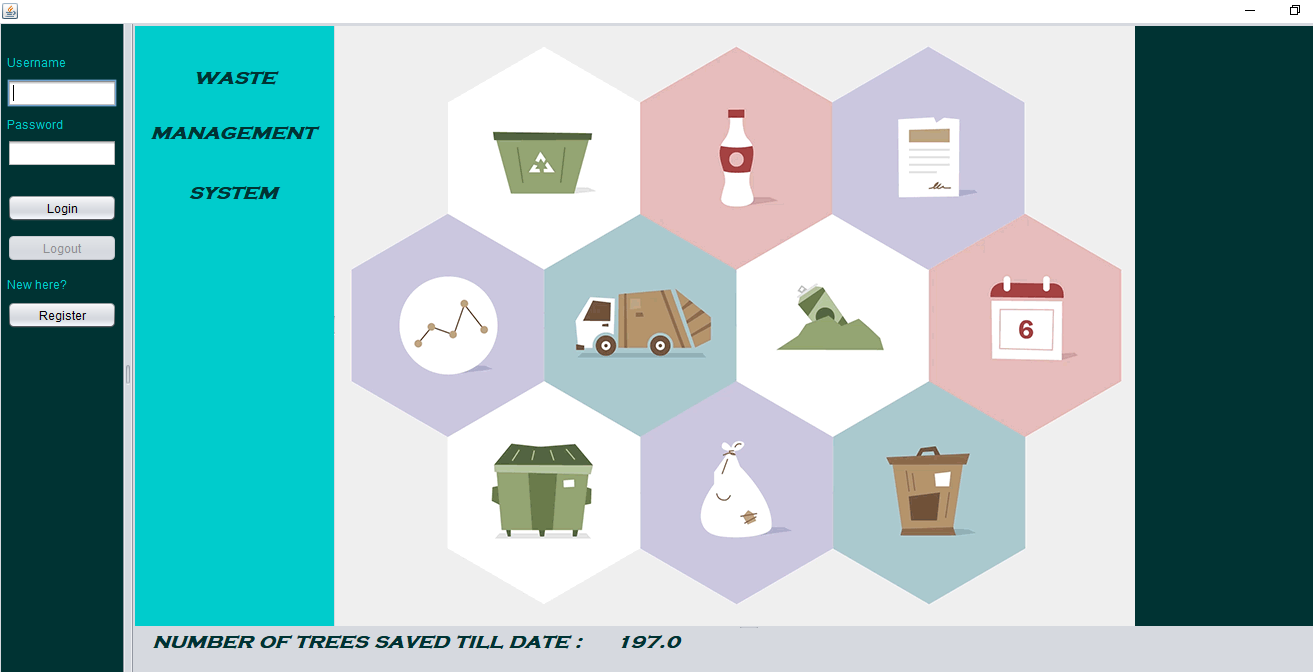 Username
Password
Login
Logout
New here?
Register
WASTE
MANAGEMENT
SYSTEM
6
NUMBER OF TREES SAVED TILL DATE : 197.0